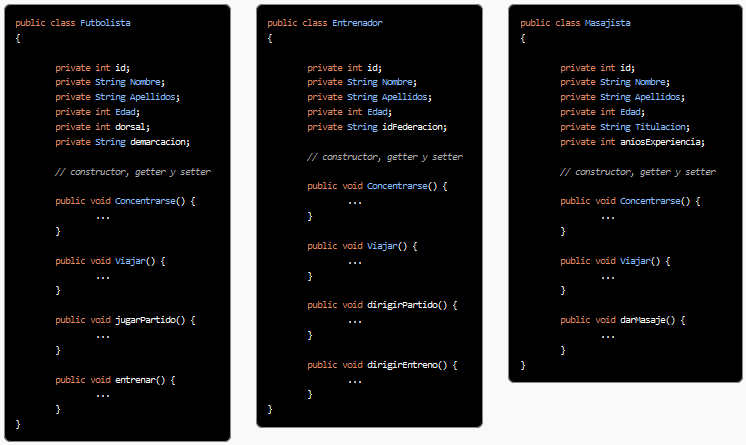 public class Futbolista
{
private int id;
private String Nombre;
private String Apellidos;
private int Edad;
private int dorsal;
private String demarcacion;
// constructor, getter y setter
public void Concentrarse() {
...
}
public void Viajar() {
...
}
public void jugarPartido() {
...
}
public void entrenar() {
...
}
}
public class Entrenador
{
private int id;
private String Nombre;
private String Apellidos;
private int Edad;
private String idFederacion;
// constructor, getter y setter
public void Concentrarse() {
...
}
public void Viajar() {
...
}
public void dirigirPartido() {
...
}
public void dirigirEntreno() {
...
}
}
public class Masajista
{
private int id;
private String Nombre;
private String Apellidos;
private int Edad;
private String Titulacion;
private int aniosExperiencia;
// constructor, getter y setter
public void Concentrarse() {
...
}
public void Viajar() {
...
}
public void darMasaje() {
...
}
}